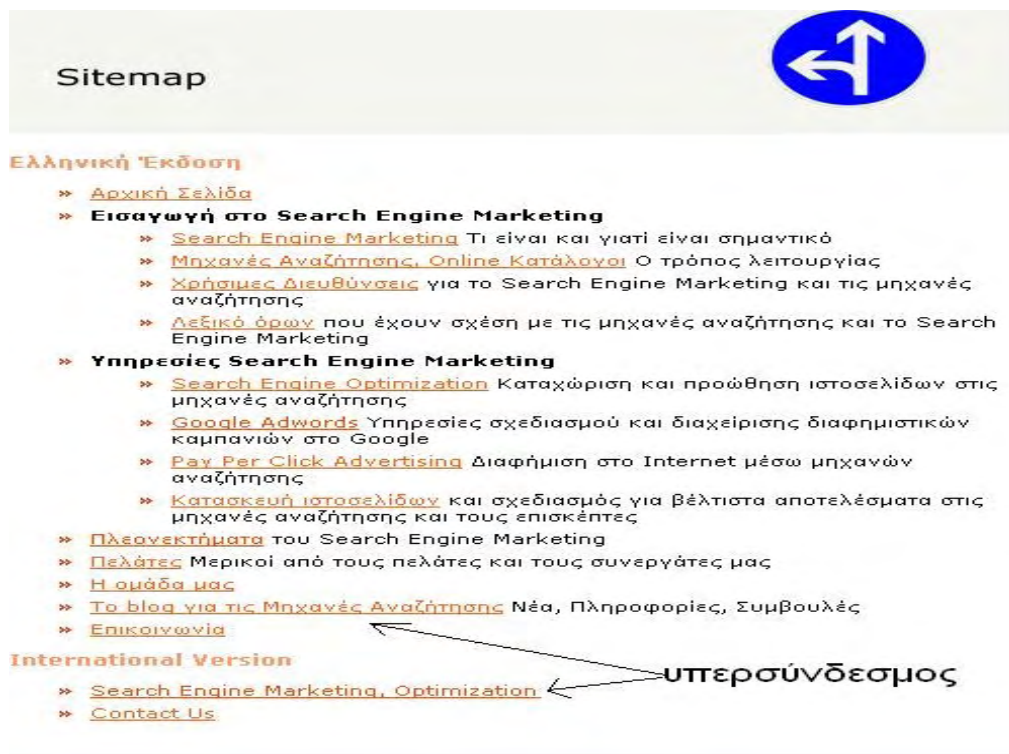 Sitemap
Ελληνική Έκδοση
» Αρχική Σελίδα
» Εισαγωγή στο Search Engine Marketing
» Search Engine Marketing Τι είναι και γιατί είναι σημαντικό
» Μηχανές Αναζήτησης, Online Κατάλογοι Ο τρόπος λειτουργίας
» Χρήσιμες Διευθύνσεις για το Search Engine Marketing και τις μηχανές
αναζήτησης
» Λεξικό όρων που έχουν σχέση με τις μηχανές αναζήτησης και το Search
Engine Marketing
» Υπηρεσίες Search Engine Marketing
» Search Engine Optimization Καταχώριση και προώθηση ιστοσελίδων στις
μηχανές αναζήτησης
» Google Adwords Υπηρεσίες σχεδιασμού και διαχείρισης διαφημιστικών
καμπανιών στο Google
» Pay Per Click Advertising Διαφήμιση στο Internet μέσω μηχανών
αναζήτησης
» Κατασκευή ιστοσελίδων και σχεδιασμός για βέλτιστα αποτελέσματα στις
μηχανές αναζήτησης και τους επισκέπτες
» Πλεονεκτήματα του Search Engine Marketing
» Πελάτες Μερικοί από τους πελάτες και τους συνεργάτες μας
» Η ομάδα μας
» Το blog για τις Μηχανές Αναζήτησης Νέα, Πληροφορίες, Συμβουλές
» Επικοινωνία
International Version
υπερσύνδεσμος
» Search Engine Marketing, Optimization
» Contact Us